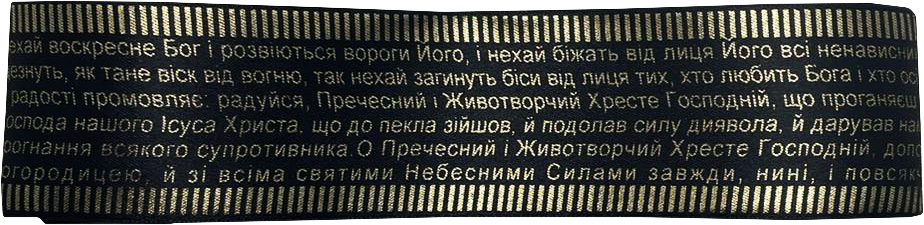 ехай воскресне Бог і розвіються вороги Його, і нехай біжать від лиця Його всі ненависни
езнуть, як тане віск від вогню, так нехай загинуть біси від лиця тих, хто любить Бога і хто
радості промовляє: радуйся, Пречесний і Животворчий Хресте Господній, що проганяєш
оспода нашого Ісуса Христа, що до пекла зійшов, й подолав силу диявола, й дарував на
рогнання всякого супротивника. О Пречесний і Животворчий Хресте Господній, допо
огородицею, й зі всіма святими Небесними Силами завжди, нині, і повсяк